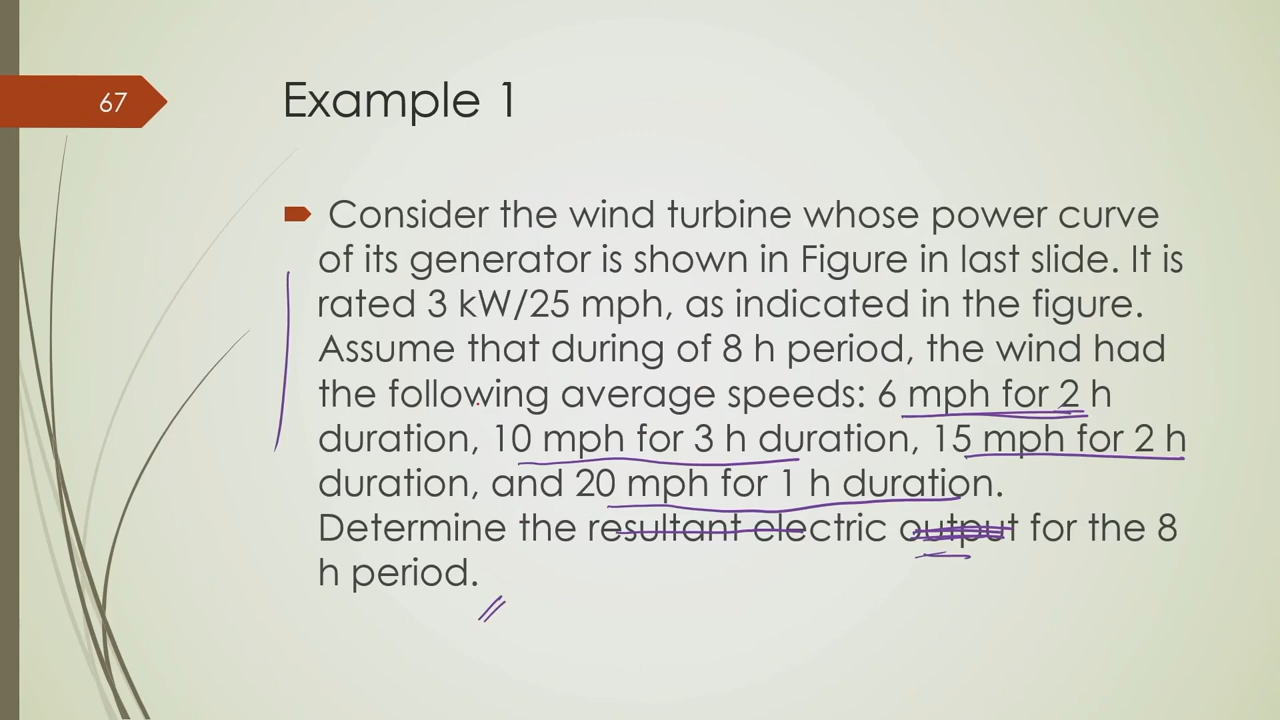 67
Example 1
Consider the wind turbine whose power curve
of its generator is shown in Figure in last slide. It is
rated 3 kW/25 mph, as indicated in the figure.
Assume that during of 8 h period, the wind had
the following average speeds: 6 mph for 2 h
duration, 10 mph for 3 h duration, 15 mph for 2 h
duration, and 20 mph for 1 h duration.
Determine the resultant electric output for the 8
h period.